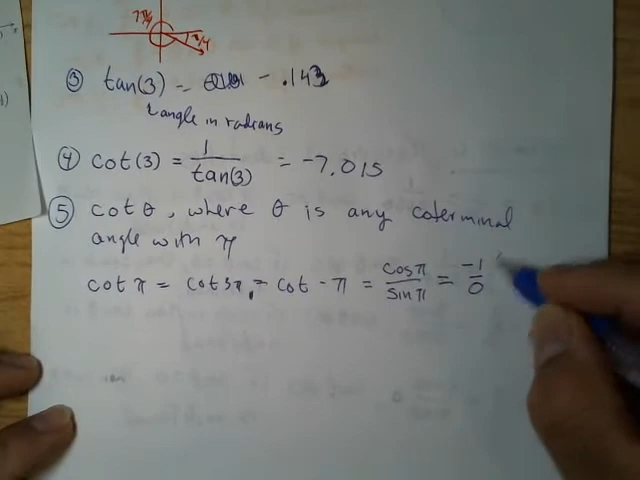 7π/4
π/4
③ tan(3) = - .143
angle in radians
④ cot(3) = 1/tan(3) = -7.015
⑤ cot θ, where θ is any coterminal
angle with π
cot π = cot 3π = cot -π = cos π/sin π = -1/0